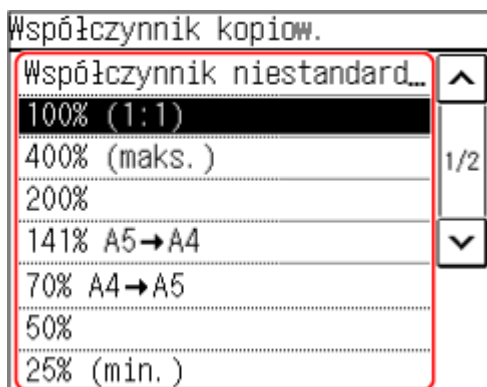 Współczynnik kopiow.
Współczynnik niestandard…
100% (1:1)
400% (maks.)
1/2
200%
141% A5→A4
70% A4→A5
50%
25% (min.)